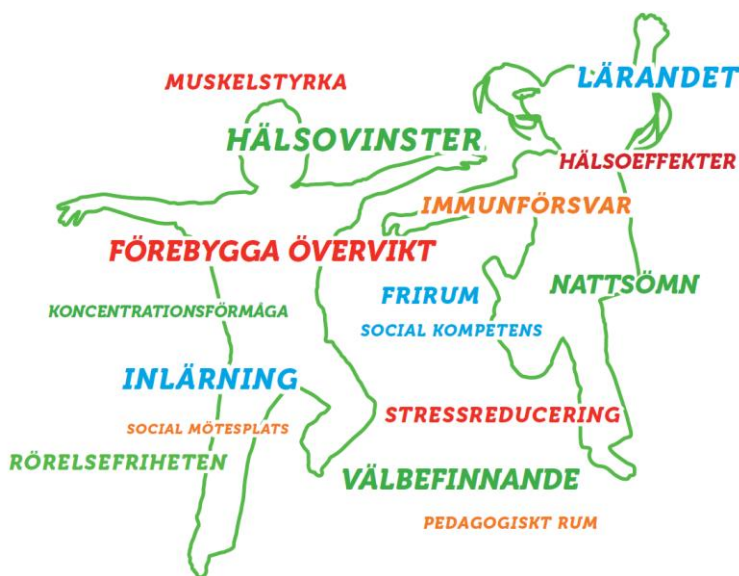 MUSKELSTYRKA
LÄRANDET
HÄLSOVINSTER
HÄLSOEFFEKTER
IMMUNFÖRSVAR
FÖREBYGGA ÖVERVIKT
NATTSÖMN
FRIRUM
KONCENTRATIONSFÖRMÅGA
SOCIAL KOMPETENS
INLÄRNING
STRESSREDUCERING
SOCIAL MÖTESPLATS
RÖRELSEFRIHETEN
VÄLBEFINNANDE
PEDAGOGISKT RUM